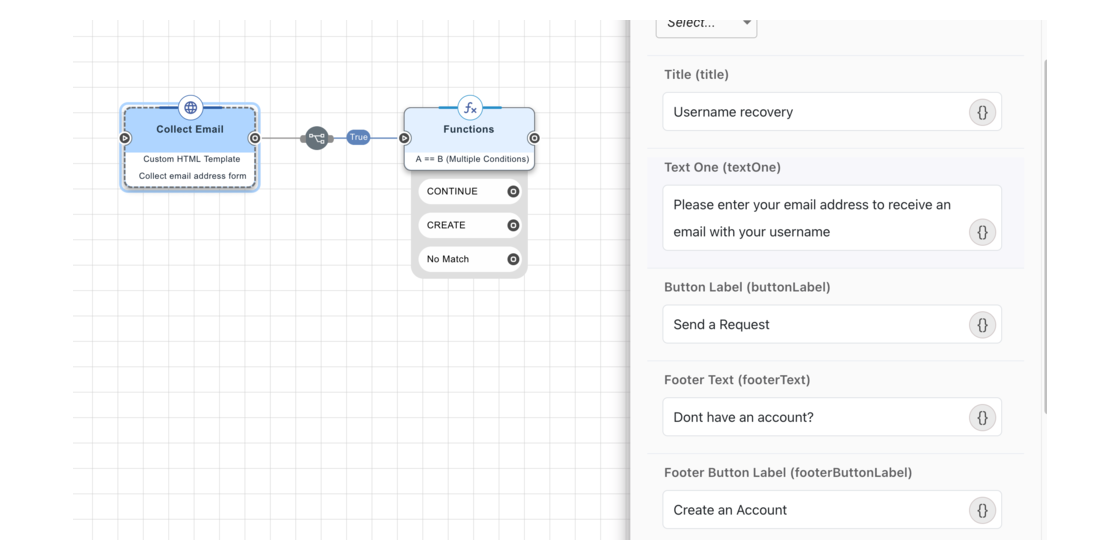 Collect Email
Custom HTML Template
Collect email address form
True
fx
Functions
A == B (Multiple Conditions)
CONTINUE
CREATE
No Match
Select...
Title (title)
Username recovery
{}
Text One (textOne)
Please enter your email address to receive an
email with your username
{}
Button Label (buttonLabel)
Send a Request
{}
Footer Text (footerText)
Dont have an account?
{}
Footer Button Label (footerButtonLabel)
Create an Account
{}